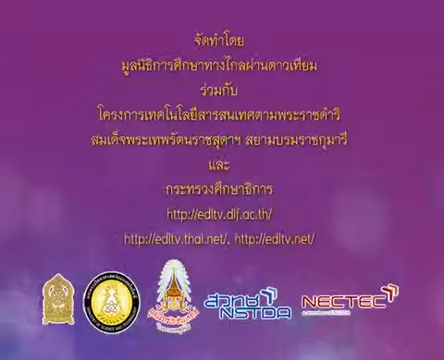 จัดทำโดย
มูลนิธิการศึกษาทางไกลผ่านดาวเทียม
ร่วมกับ
โครงการเทคโนโลยีสารสนเทศตามพระราชดำริ
สมเด็จพระเทพรัตนราชสุดาฯ สยามบรมราชกุมารี
และ
กระทรวงศึกษาธิการ
http://edltv.dlf.ac.th/
http://edltv.thai.net/, http://edltv.net/
สวทช
NSTDA
NECTEC